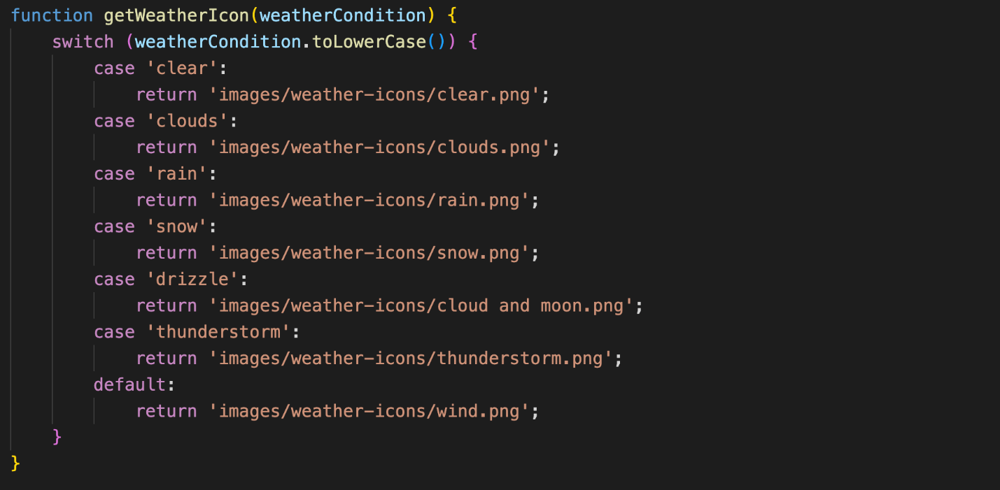 function getWeatherIcon(weatherCondition) {
    switch (weatherCondition.toLowerCase()) {
        case 'clear':
            return 'images/weather-icons/clear.png';
        case 'clouds':
            return 'images/weather-icons/clouds.png';
        case 'rain':
            return 'images/weather-icons/rain.png';
        case 'snow':
            return 'images/weather-icons/snow.png';
        case 'drizzle':
            return 'images/weather-icons/cloud and moon.png';
        case 'thunderstorm':
            return 'images/weather-icons/thunderstorm.png';
        default:
            return 'images/weather-icons/wind.png';
    }
}